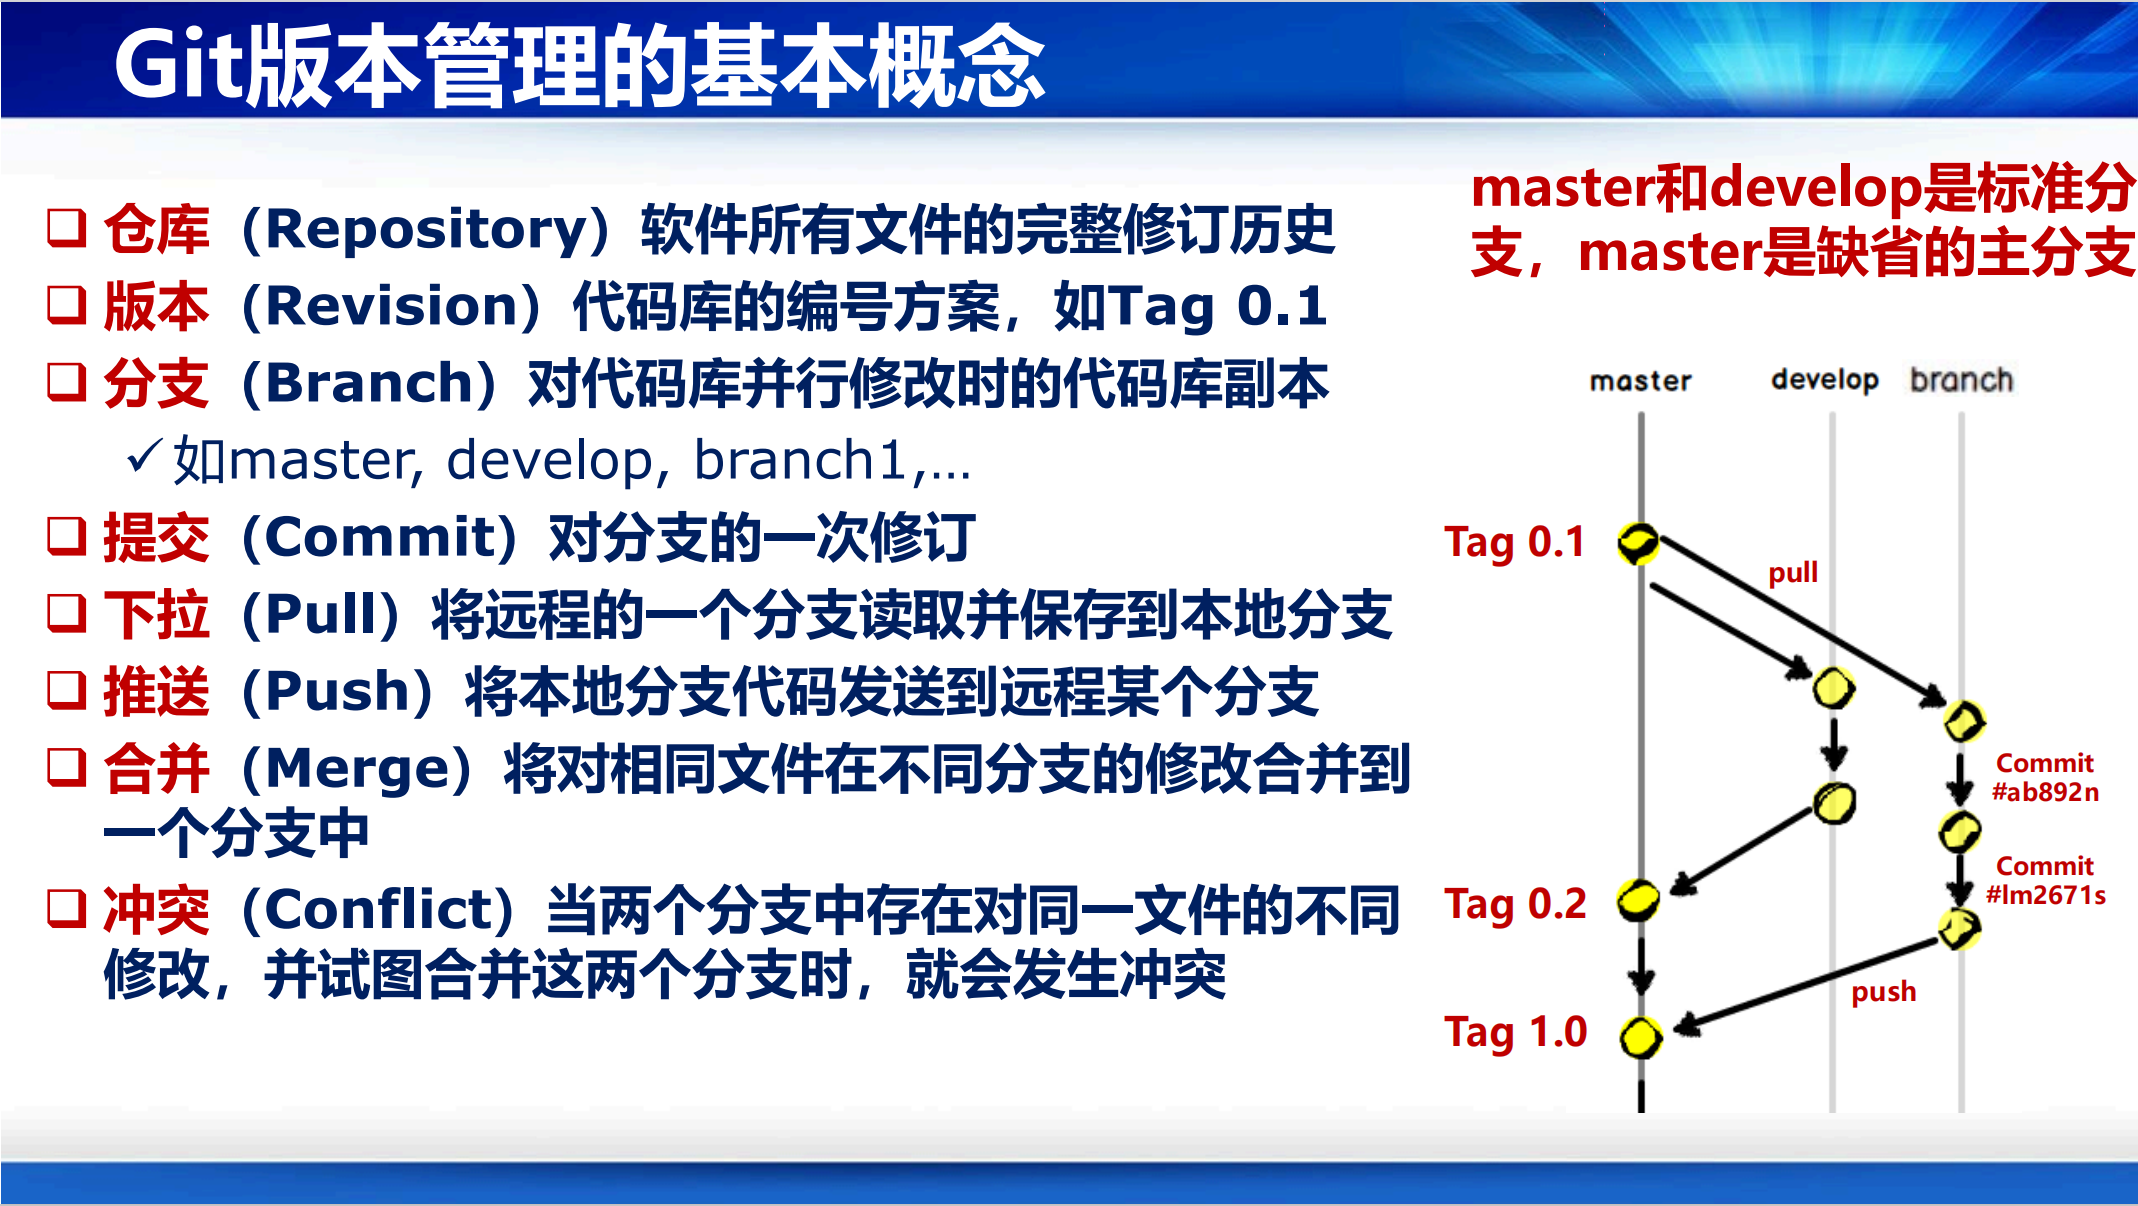 Git版本管理的基本概念
仓库（Repository）软件所有文件的完整修订历史
版本（Revision）代码库的编号方案，如Tag 0.1
分支（Branch）对代码库并行修改时的代码库副本
如master, develop, branch1,...
提交（Commit）对分支的一次修订
下拉（Pull）将远程的一个分支读取并保存到本地分支
推送（Push）将本地分支代码发送到远程某个分支
合并（Merge）将对相同文件在不同分支的修改合并到
一个分支中
冲突（Conflict）当两个分支中存在对同一文件的不同
修改，并试图合并这两个分支时，就会发生冲突
master和develop是标准分
支，master是缺省的主分支
master develop branch
Tag 0.1
pull
Commit
#ab892n
Commit
#lm2671s
Tag 0.2
push
Tag 1.0